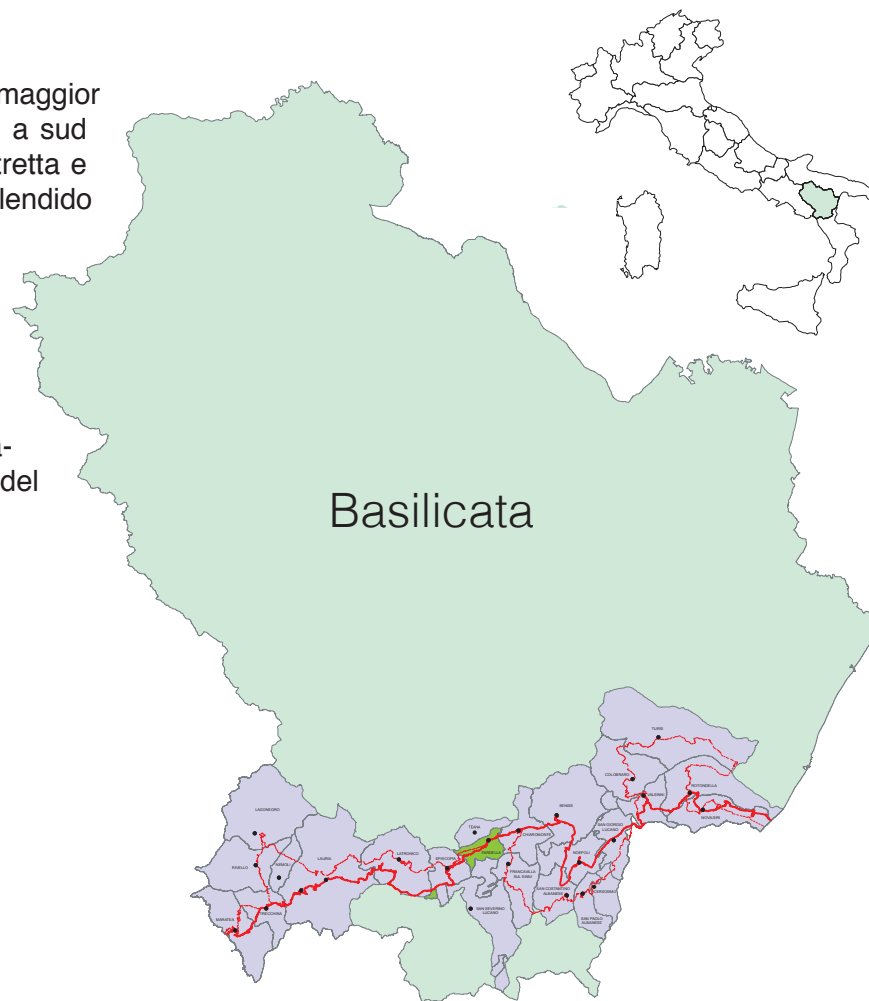 maggior
a sud
tretta e
lendido
a-
del
Basilicata
TURSI
COLOBRARO
VALSINNI
ROTONDELLA
NOVASIRI
LAGONEGRO
RIVELLO
NEMOLI
LAURIA
LATRONICO
TRECCHINA
MARATEA
EPISCOPIA
TEANA
FARDELLA
CHIAROMONTE
SENISE
SAN GIORGIO
LUCANO
NOEPOLI
FRANCAVILLA
SUL SINNI
SAN COSTANTINO
ALBANESE
CERSOSIMO
SAN PAOLO
ALBANESE
SAN SEVERINO
LUCANO